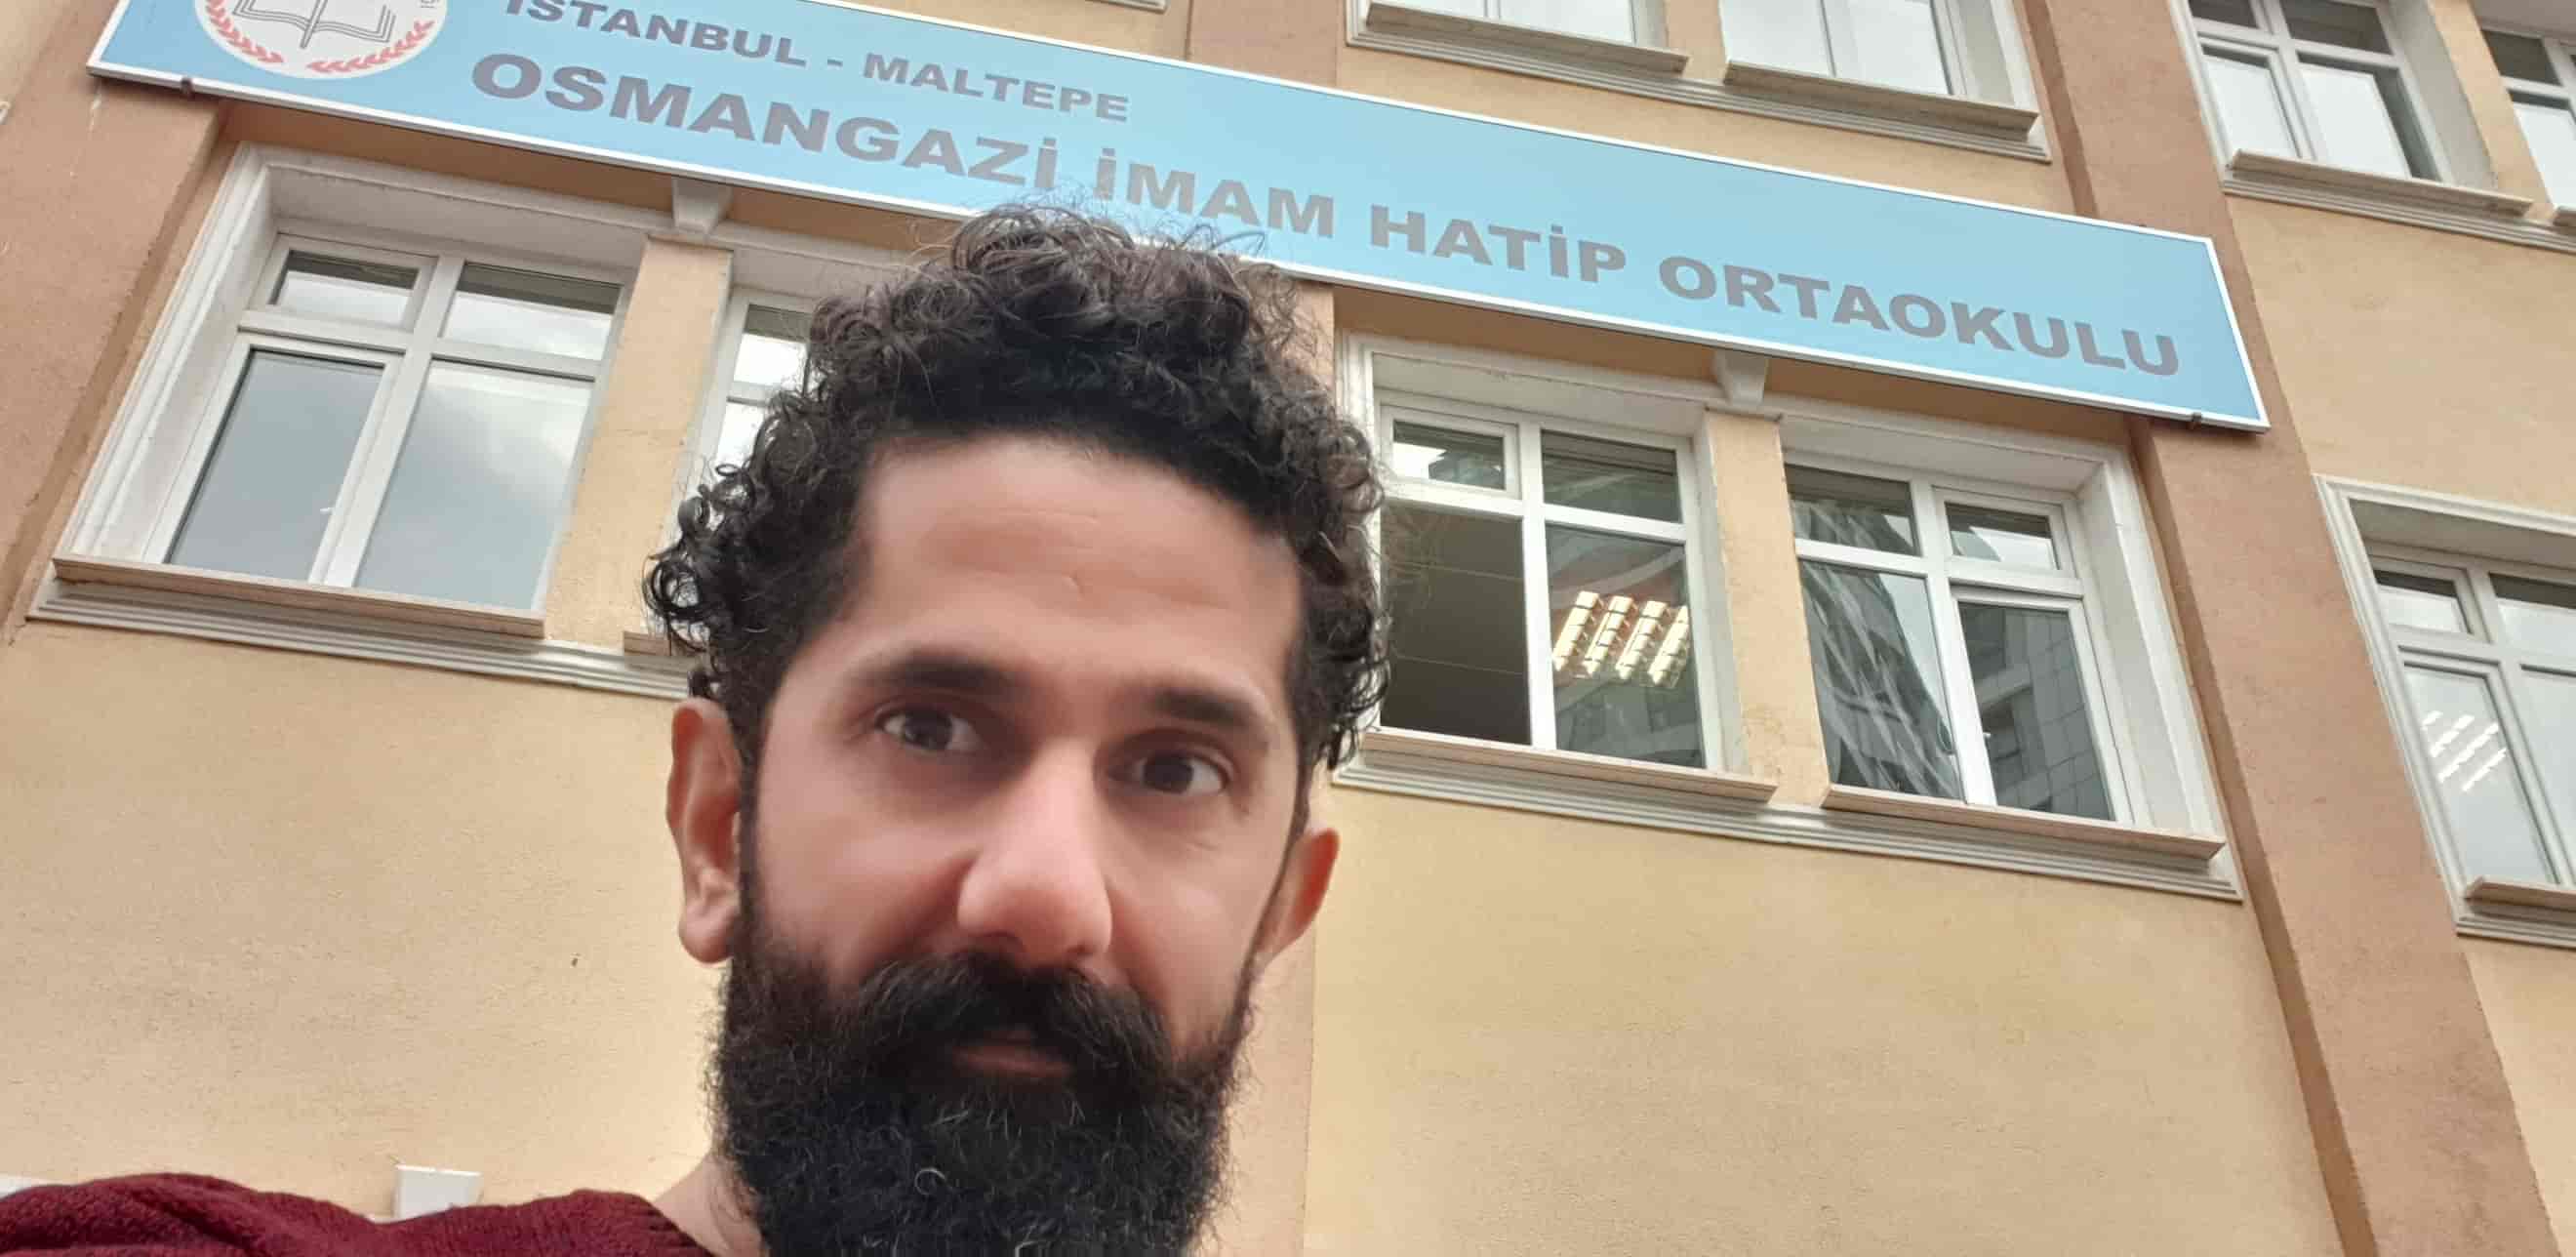 İSTANBUL - MALTEPE
OSMANGAZİ İMAM HATİP ORTAOKULU